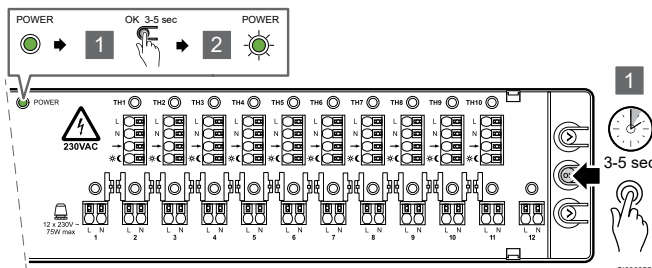 POWER OK 3-5 sec POWER
1 2
POWER
TH1 TH2 TH3 TH4 TH5 TH6 TH7 TH8 TH9 TH10
L L L L L L L L L L
N N N N N N N N N N
230VAC
12 x 230V ~
75W max
L N L N L N L N L N L N L N L N L N L N L N L N
1 2 3 4 5 6 7 8 9 10 11 12
1
OK
3-5 sec